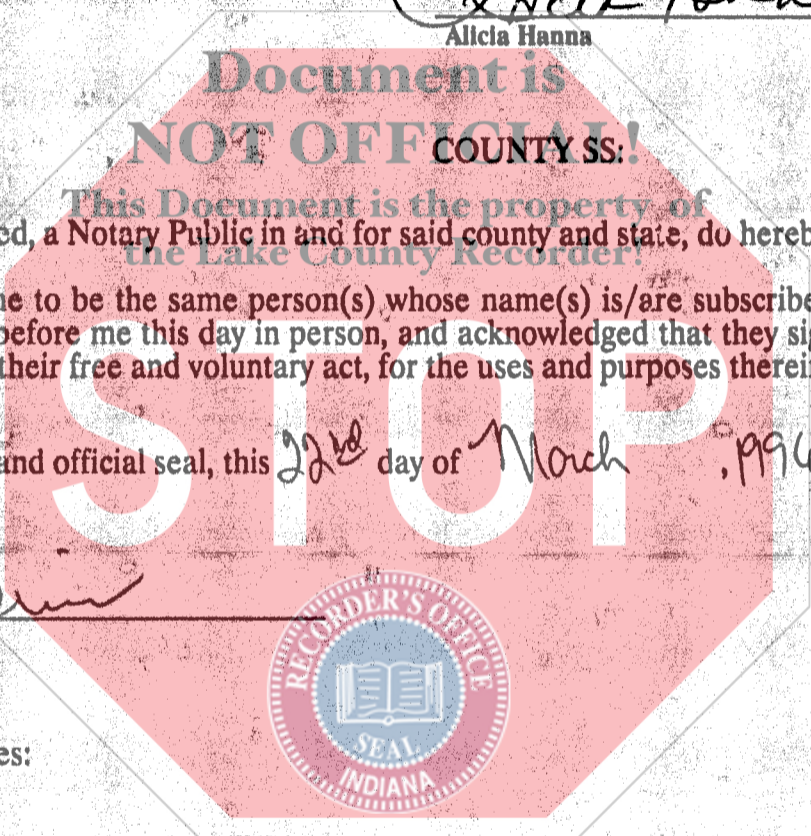 Alicia Hanna
Document is
NOT OFFICIAL!
COUNTY SS:
This Document is the property of
ed, a Notary Public in and for said county and state, do hereb
the Lake County Recorder!
e to be the same person(s) whose name(s) is/are subscribe
before me this day in person, and acknowledged that they si
their free and voluntary act, for the uses and purposes therei
STOP
and official seal, this 22nd day of March , 199
RECORDER'S OFFICE
SEAL
INDIANA
es: